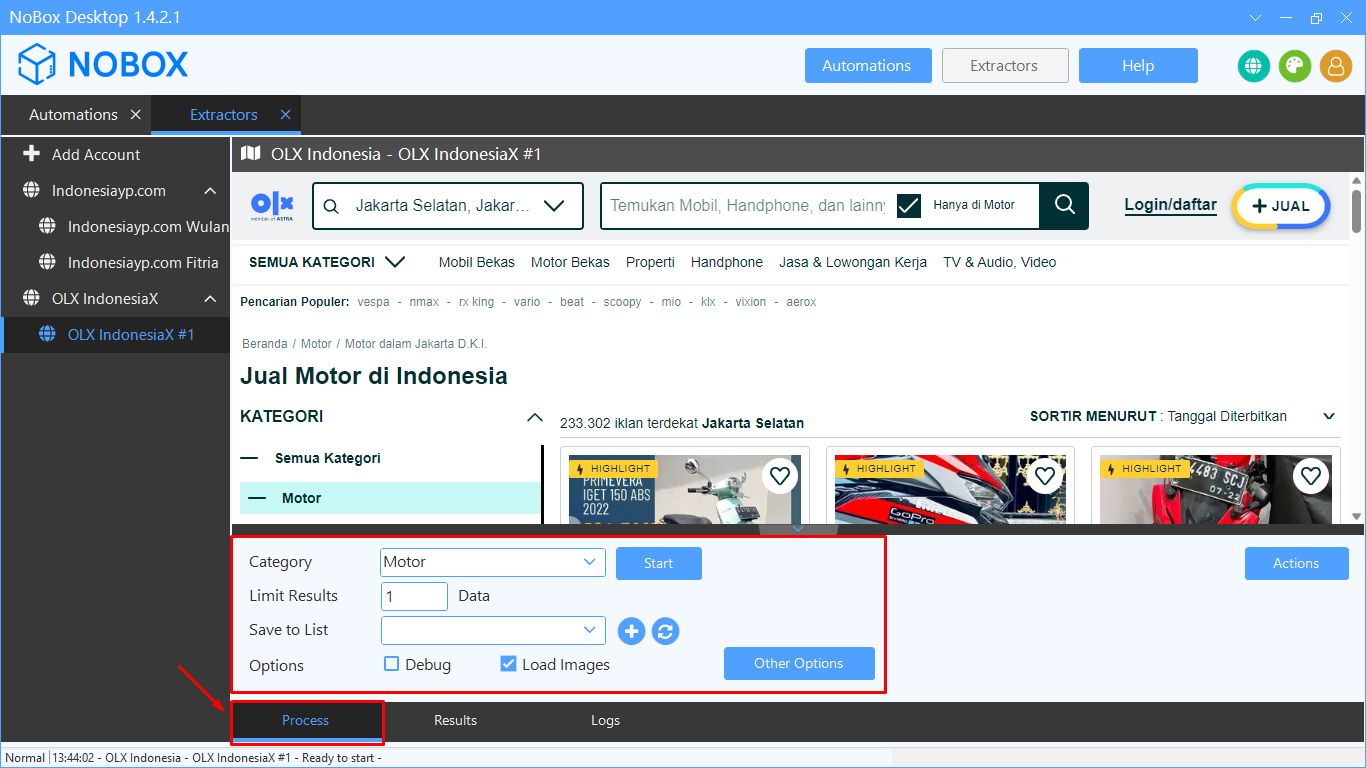 NoBox Desktop 1.4.2.1
NOBOX
Automations
Extractors
Help
Automations
Extractors
Add Account
Indonesiayp.com
Indonesiayp.com Wulan
Indonesiayp.com Fitria
OLX IndonesiaX
OLX IndonesiaX #1
OLX Indonesia - OLX IndonesiaX #1
olx
member of ASTRA
Jakarta Selatan, Jakar...
Temukan Mobil, Handphone, dan lainny
Hanya di Motor
Login/daftar
JUAL
SEMUA KATEGORI
Mobil Bekas
Motor Bekas
Properti
Handphone
Jasa & Lowongan Kerja
TV & Audio, Video
Pencarian Populer: vespa - nmax - rx king - vario - beat - scoopy - mio - klx - vixion - aerox
Beranda / Motor / Motor dalam Jakarta D.K.I.
Jual Motor di Indonesia
KATEGORI
Semua Kategori
Motor
233.302 iklan terdekat Jakarta Selatan
SORTIR MENURUT : Tanggal Diterbitkan
HIGHLIGHT
PRIMEVERA
IGET 150 ABS
2022
HIGHLIGHT
GoPro
HIGHLIGHT
4483 SCJ
07·22
Category
Motor
Start
Actions
Limit Results
1
Data
Save to List
Options
Debug
Load Images
Other Options
Process
Results
Logs
Normal
13:44:02 - OLX Indonesia - OLX IndonesiaX #1 - Ready to start -